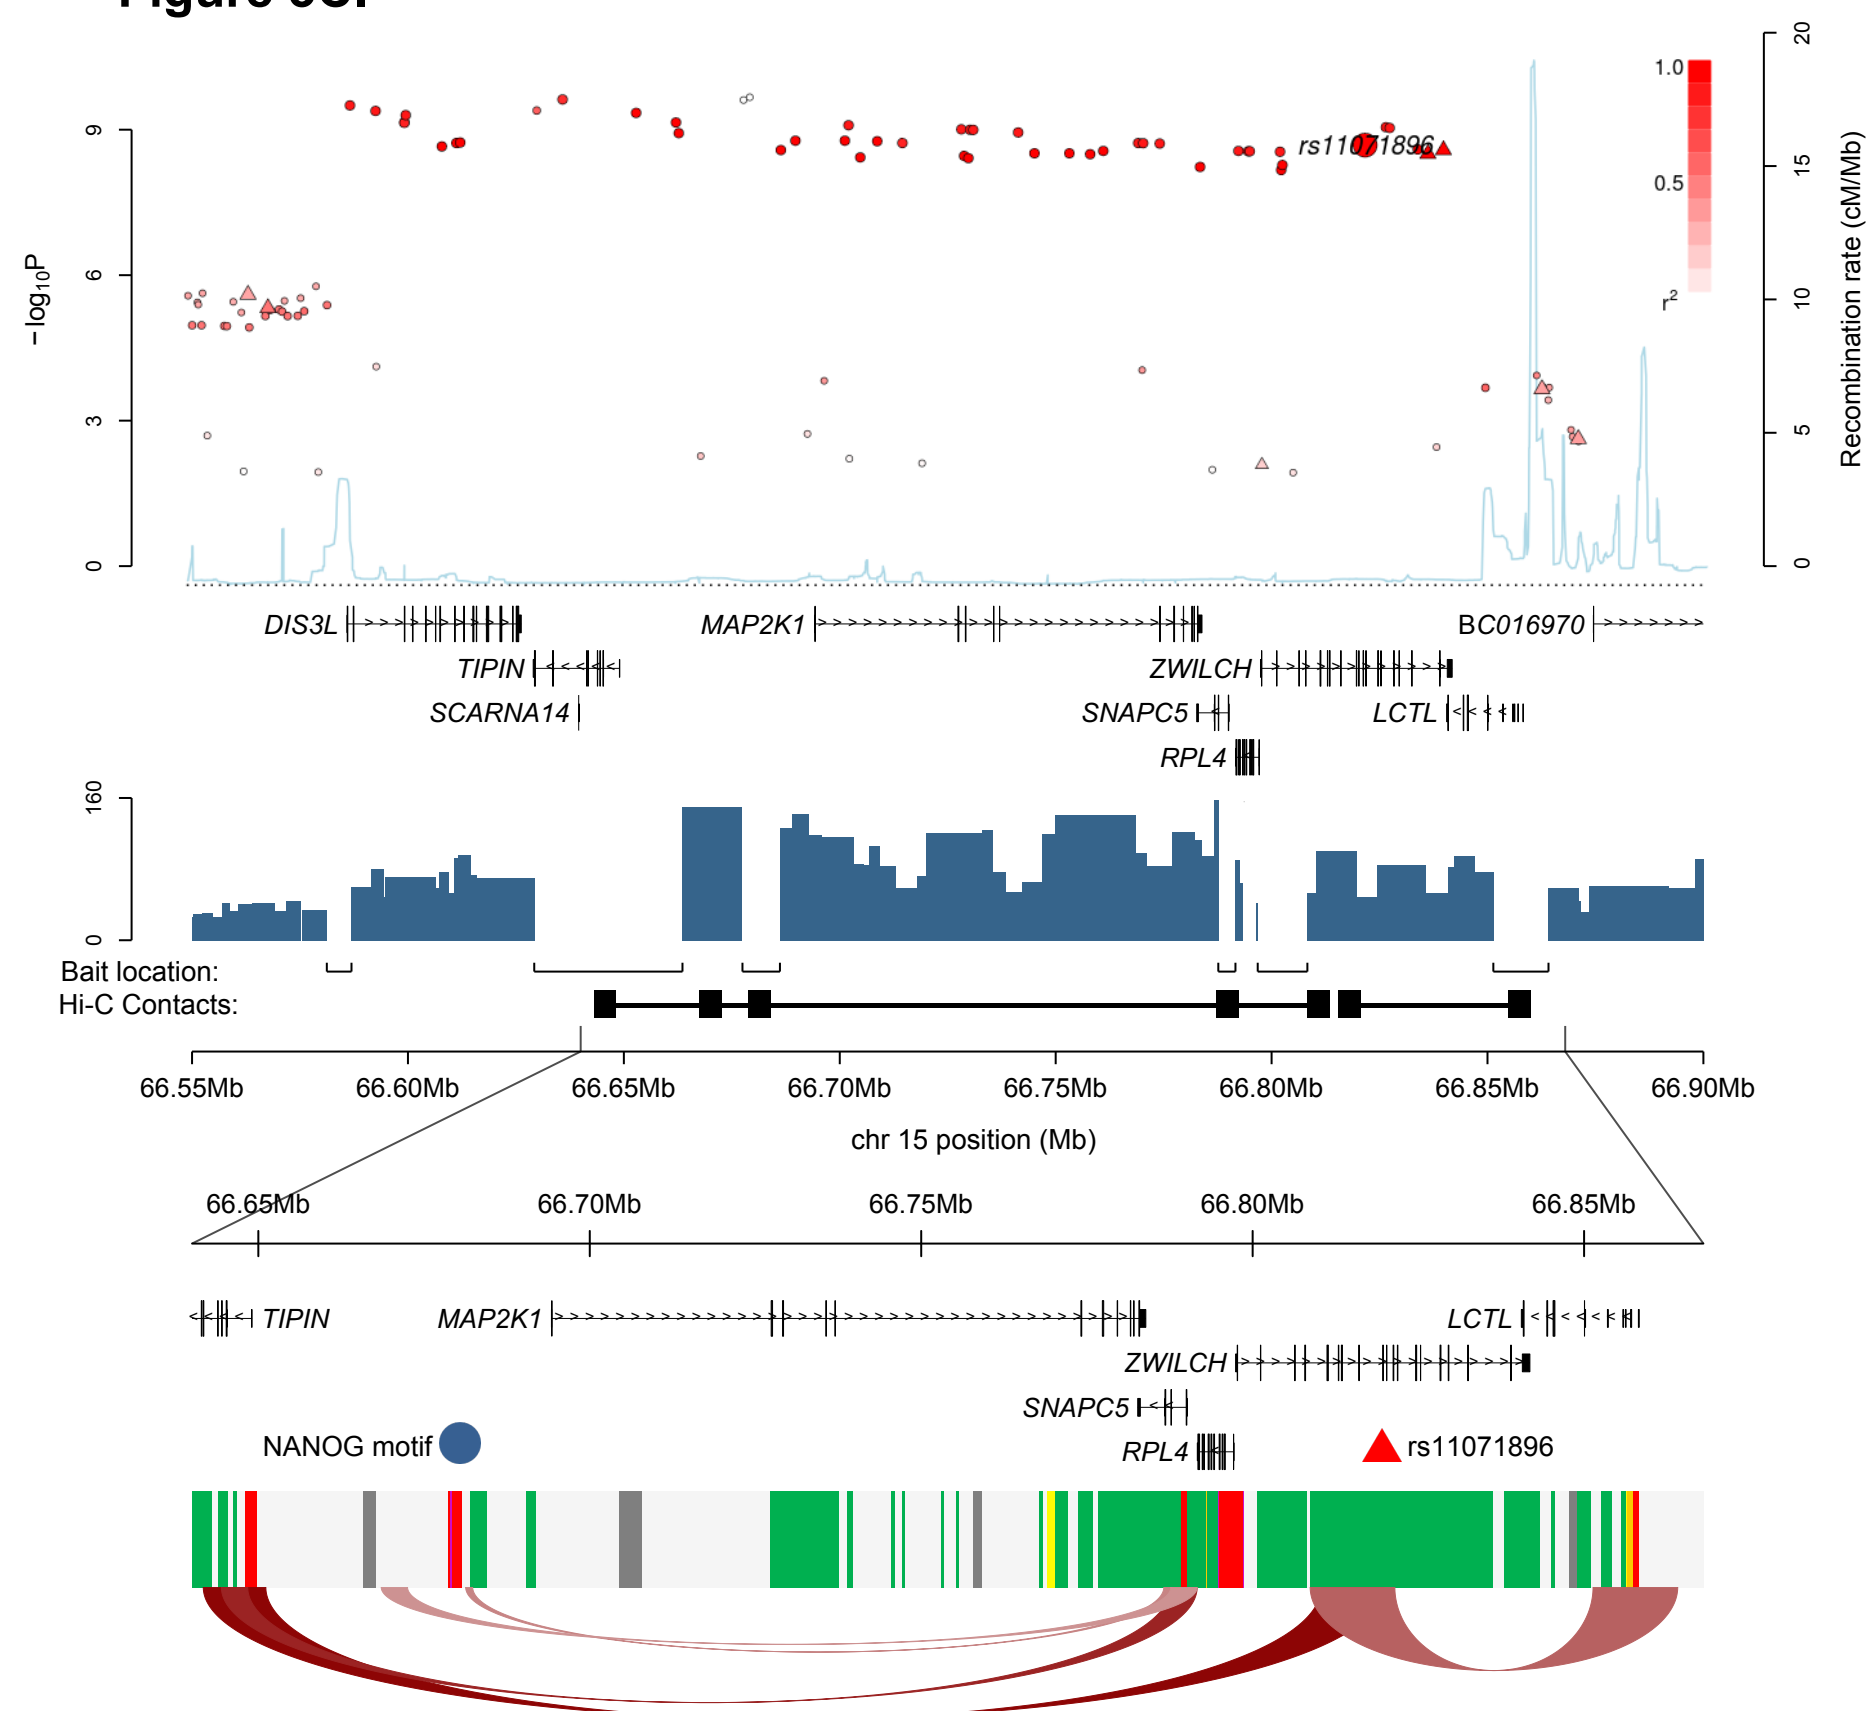 Figure 6C.
20
1.0
9
rs11071896
15
0.5
6
10
r2
−log10P
Recombination rate (cM/Mb)
3
5
0
0
DIS3L
MAP2K1
BC016970
TIPIN
ZWILCH
SCARNA14
SNAPC5
LCTL
RPL4
160
0
Bait location:
Hi-C Contacts:
66.55Mb 66.60Mb 66.65Mb 66.70Mb 66.75Mb 66.80Mb 66.85Mb 66.90Mb
chr 15 position (Mb)
66.65Mb 66.70Mb 66.75Mb 66.80Mb 66.85Mb
TIPIN
MAP2K1
LCTL
ZWILCH
SNAPC5
NANOG motif
rs11071896
RPL4